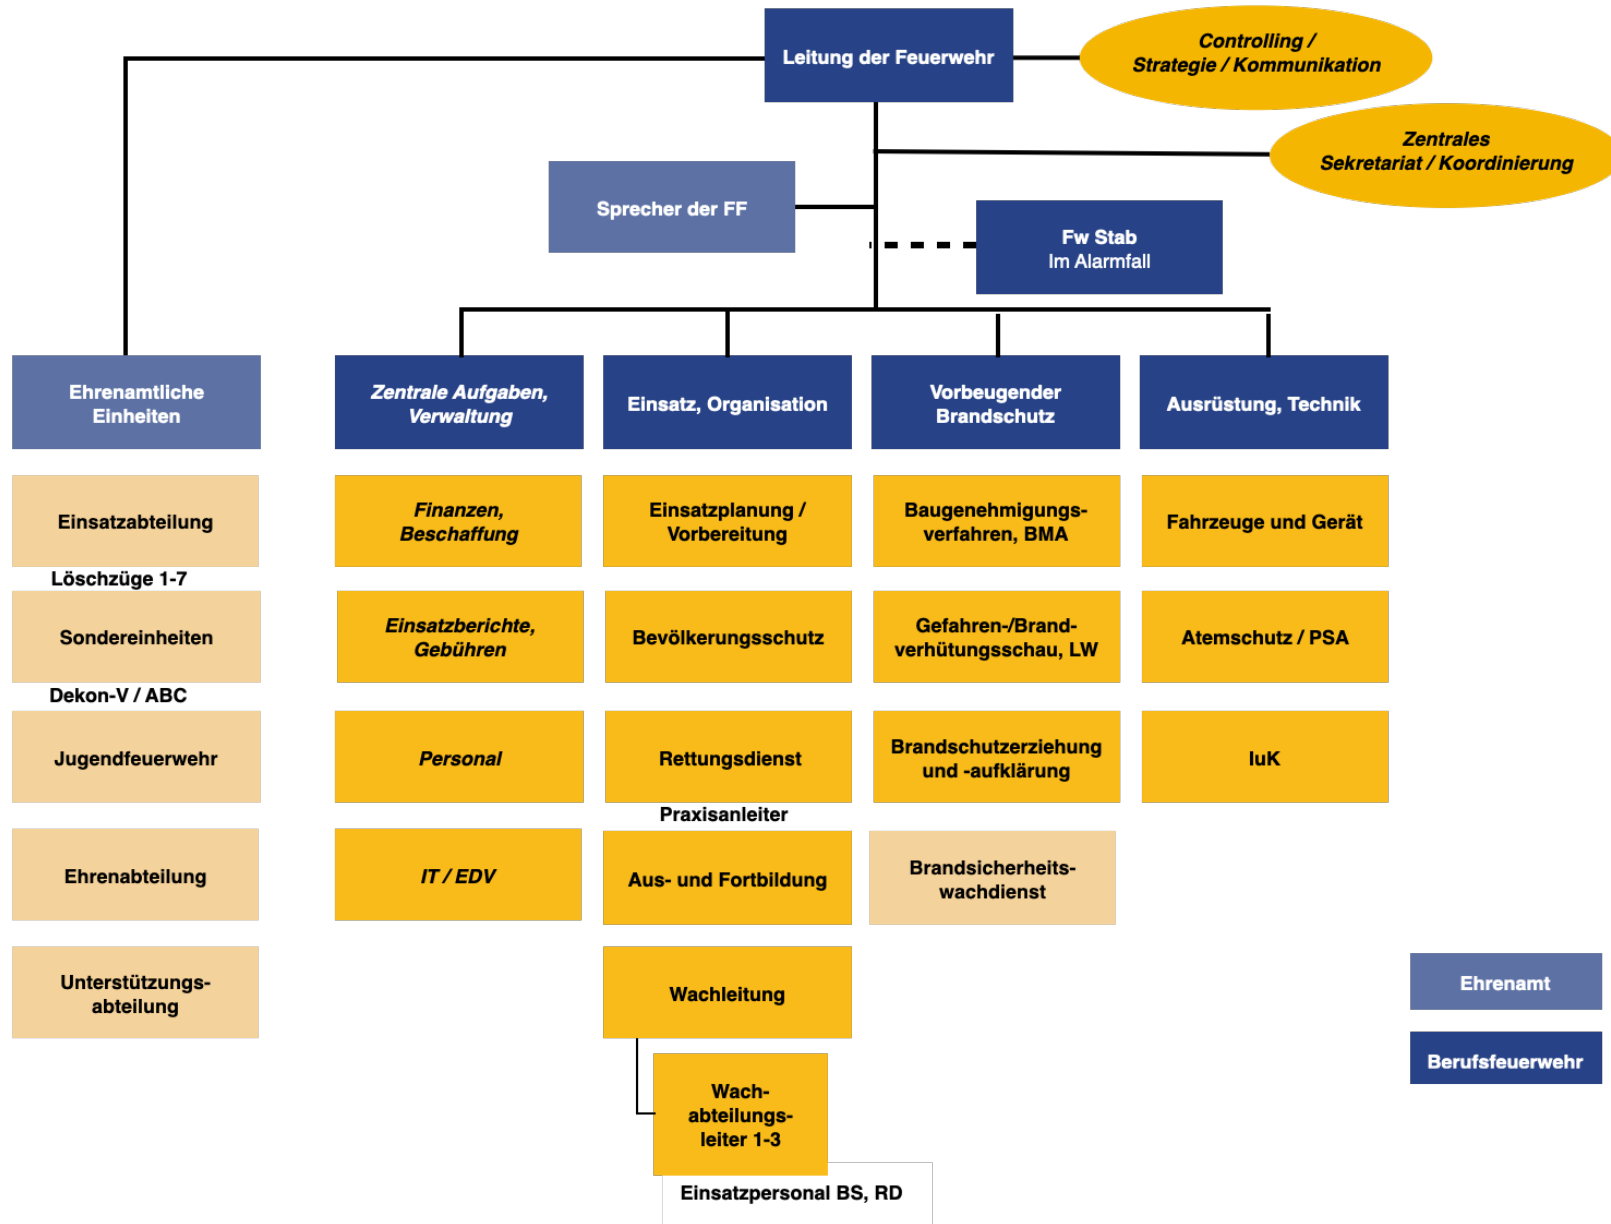 Leitung der Feuerwehr
Controlling /
Strategie / Kommunikation
Zentrales
Sekretariat / Koordinierung
Sprecher der FF
Fw Stab
Im Alarmfall
Ehrenamtliche
Einheiten
Zentrale Aufgaben,
Verwaltung
Einsatz, Organisation
Vorbeugender
Brandschutz
Ausrüstung, Technik
Einsatzabteilung
Löschzüge 1-7
Sondereinheiten
Dekon-V / ABC
Jugendfeuerwehr
Ehrenabteilung
Unterstützungs-
abteilung
Finanzen,
Beschaffung
Einsatzberichte,
Gebühren
Personal
IT / EDV
Einsatzplanung /
Vorbereitung
Bevölkerungsschutz
Rettungsdienst
Praxisanleiter
Aus- und Fortbildung
Wachleitung
Wach-
abteilungs-
leiter 1-3
Einsatzpersonal BS, RD
Baugenehmigungs-
verfahren, BMA
Gefahren-/Brand-
verhütungsschau, LW
Brandschutzerziehung
und -aufklärung
Brandsicherheits-
wachdienst
Fahrzeuge und Gerät
Atemschutz / PSA
IuK
Ehrenamt
Berufsfeuerwehr